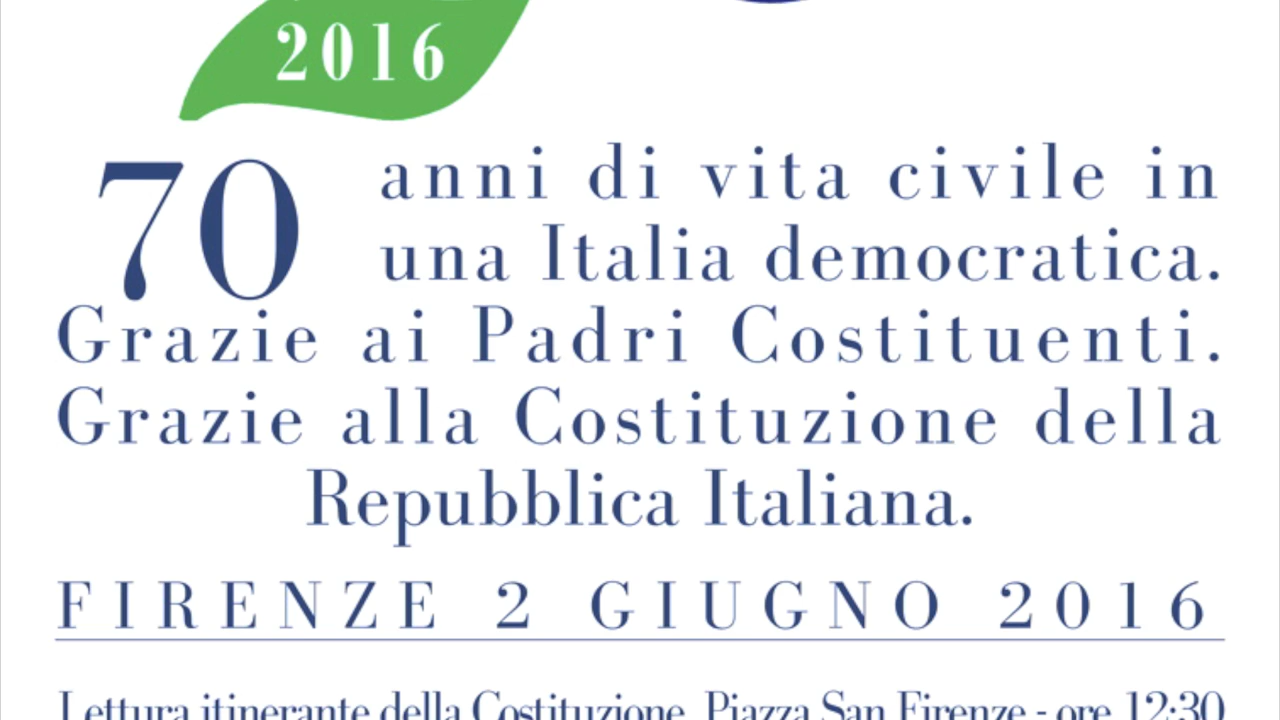 2016
70 anni di vita civile in
una Italia democratica.
Grazie ai Padri Costituenti.
Grazie alla Costituzione della
Repubblica Italiana.
FIRENZE 2 GIUGNO 2016
Lettura itinerante della Costituzione Piazza San Firenze - ore 12:30